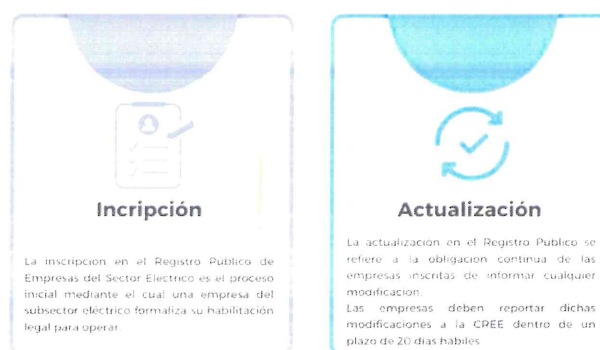 Incripción
La inscripcion en el Registro Publico de
Empresas del Sector Electrico es el proceso
inicial mediante el cual una empresa del
subsector eléctrico formaliza su habilitación
legal para operar.
Actualización
La actualización en el Registro Publico se
refiere a la obligacion continua de las
empresas inscritas de informar cualquier
modificacion.
Las empresas deben reportar dichas
modificaciones a la CREE dentro de un
plazo de 20 dias habiles